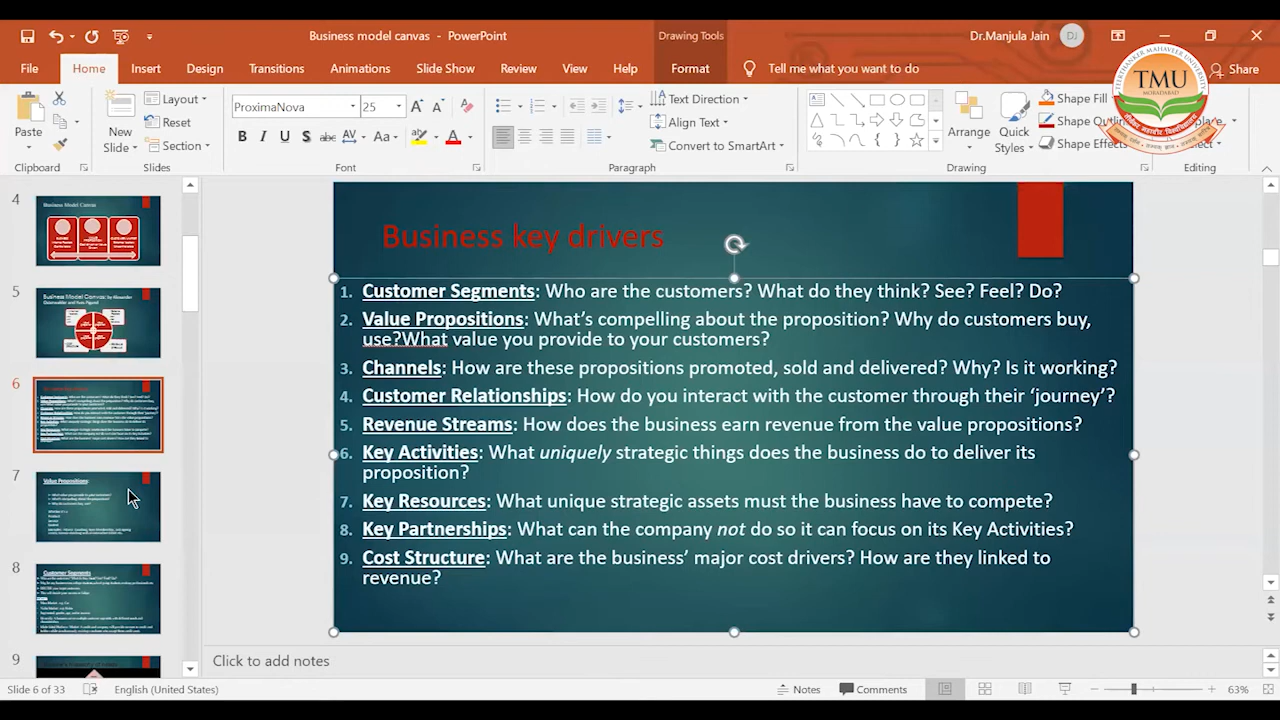 Business model canvas - PowerPoint
Drawing Tools
Dr.Manjula Jain
DJ
File
Home
Insert
Design
Transitions
Animations
Slide Show
Review
View
Help
Format
Tell me what you want to do
Share
TEERTHANKER MAHAVEER UNIVERSITY
TMU
MORADABAD
Paste
New
Slide
Layout
Reset
Section
ProximaNova
25
Text Direction
Align Text
Convert to SmartArt
Arrange
Quick
Styles
Shape Fill
Shape
Shape Effects
Clipboard
Slides
Font
Paragraph
Drawing
Editing
4
Business Model Canvas
5
6
7
Value Propositions:
8
Customer Segments
9
Business key drivers
1. Customer Segments: Who are the customers? What do they think? See? Feel? Do?
2. Value Propositions: What's compelling about the proposition? Why do customers buy,
use?What value you provide to your customers?
3. Channels: How are these propositions promoted, sold and delivered? Why? Is it working?
4. Customer Relationships: How do you interact with the customer through their ‘journey’?
5. Revenue Streams: How does the business earn revenue from the value propositions?
6. Key Activities: What uniquely strategic things does the business do to deliver its
proposition?
7. Key Resources: What unique strategic assets must the business have to compete?
8. Key Partnerships: What can the company not do so it can focus on its Key Activities?
9. Cost Structure: What are the business’ major cost drivers? How are they linked to
revenue?
Click to add notes
Slide 6 of 33
English (United States)
Notes
Comments
63%